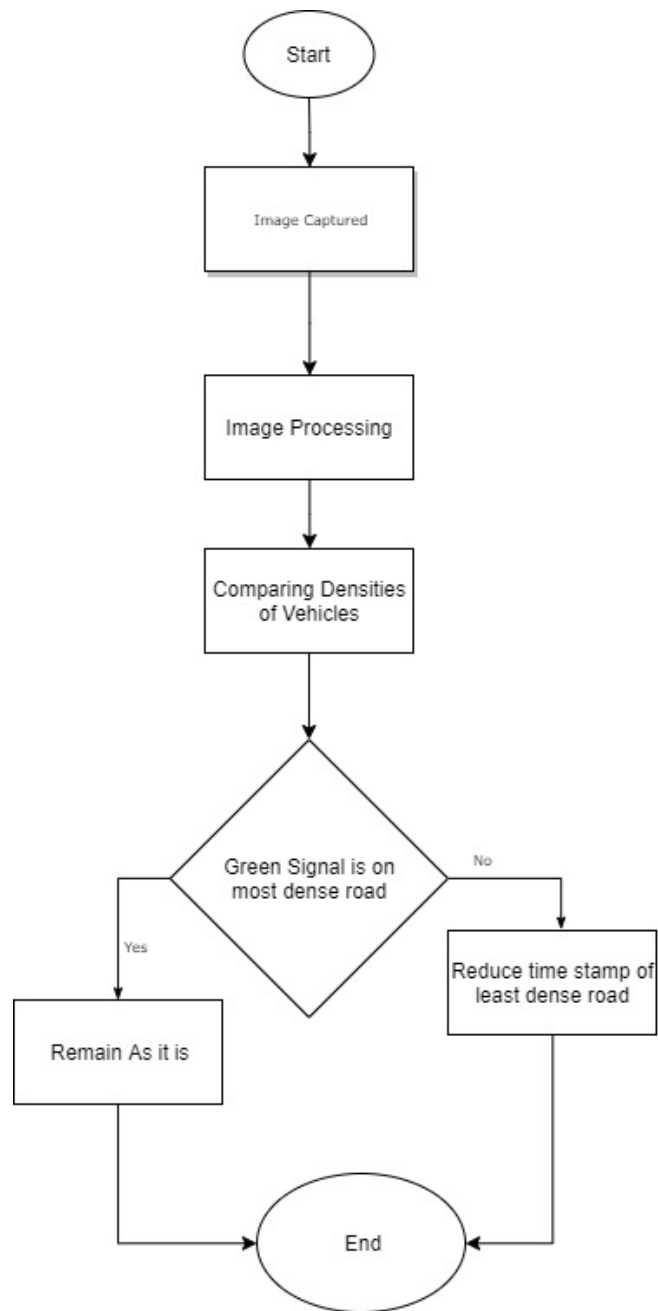 Start
Image Captured
Image Processing
Comparing Densities
of Vehicles
Green Signal is on
most dense road
No
Yes
Reduce time stamp of
least dense road
Remain As it is
End